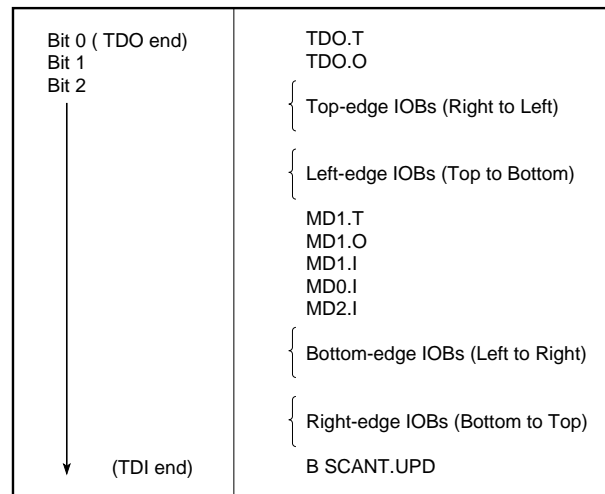 Bit 0 ( TDO end)
Bit 1
Bit 2
(TDI end)
TDO.T
TDO.O
Top-edge IOBs (Right to Left)
Left-edge IOBs (Top to Bottom)
MD1.T
MD1.O
MD1.I
MD0.I
MD2.I
Bottom-edge IOBs (Left to Right)
Right-edge IOBs (Bottom to Top)
B SCANT.UPD